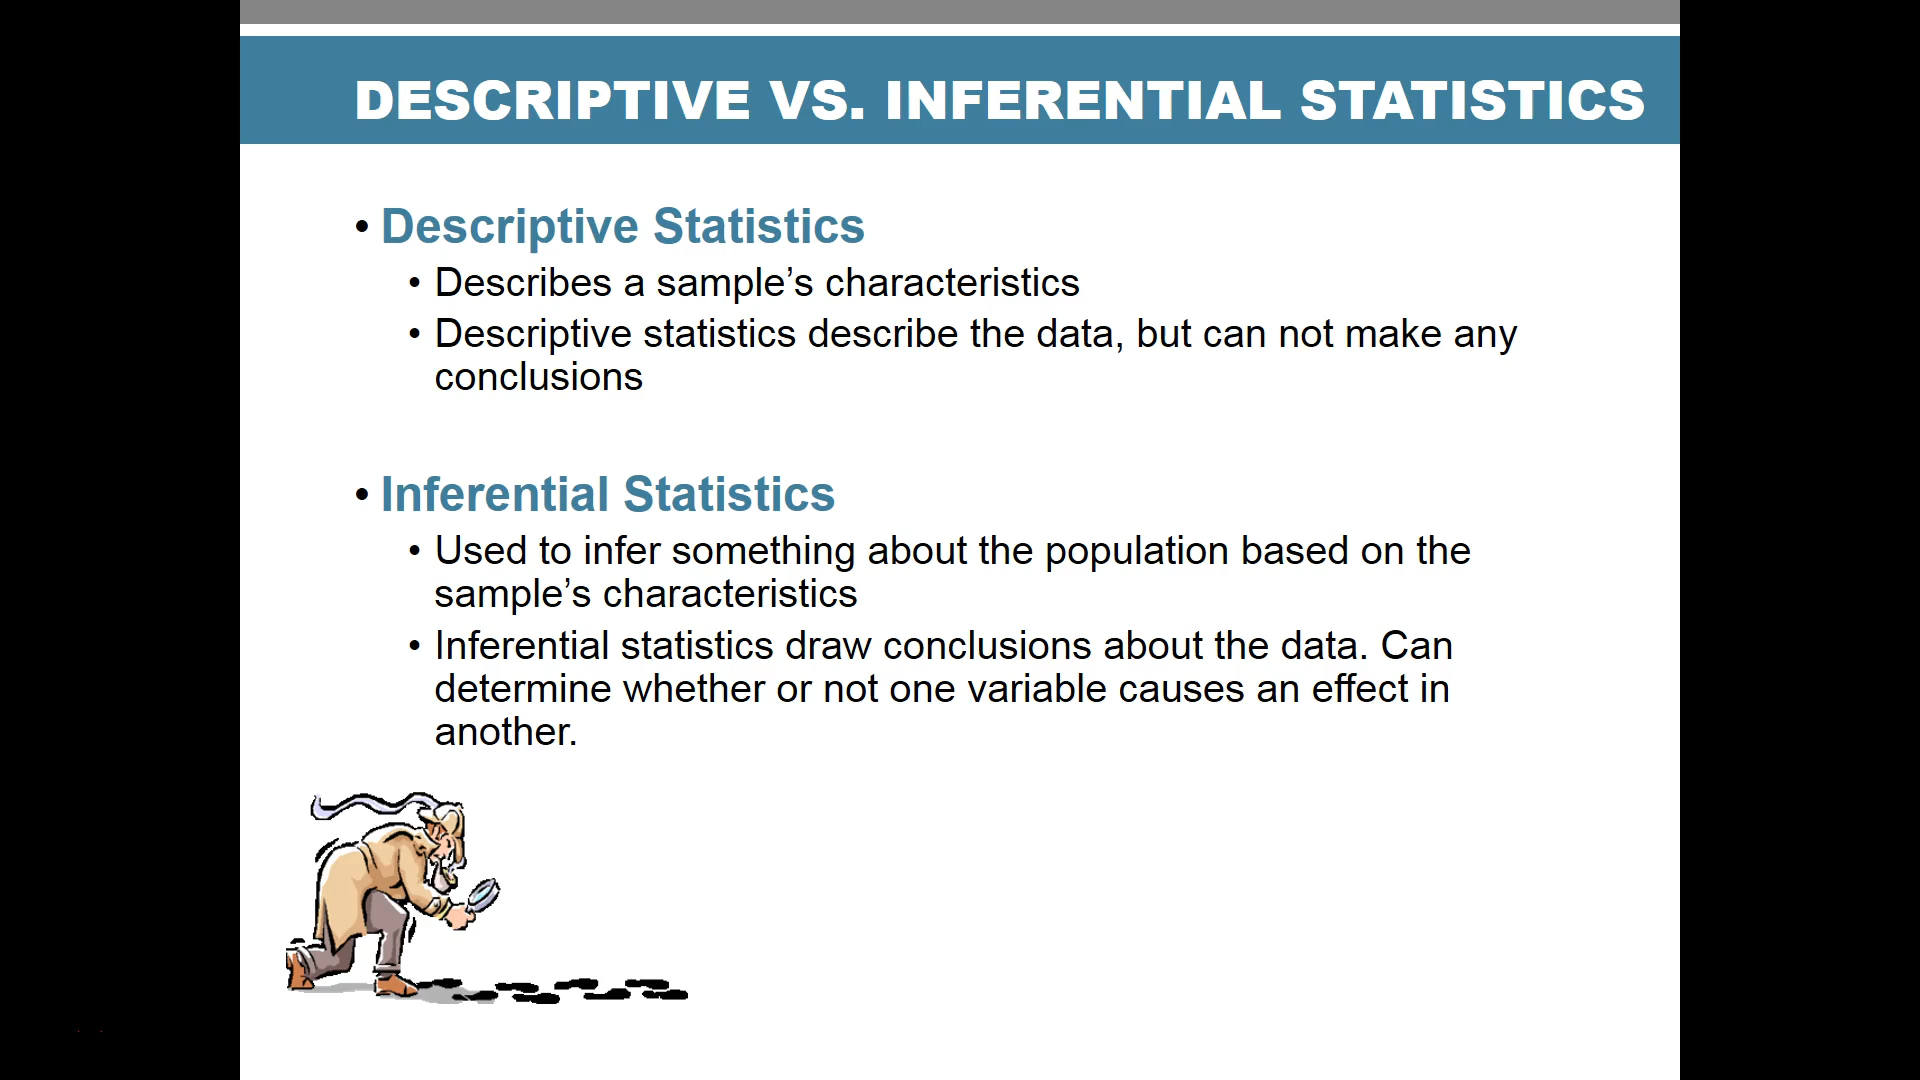 DESCRIPTIVE VS. INFERENTIAL STATISTICS
• Descriptive Statistics
• Describes a sample’s characteristics
• Descriptive statistics describe the data, but can not make any
conclusions
• Inferential Statistics
• Used to infer something about the population based on the
sample’s characteristics
• Inferential statistics draw conclusions about the data. Can
determine whether or not one variable causes an effect in
another.